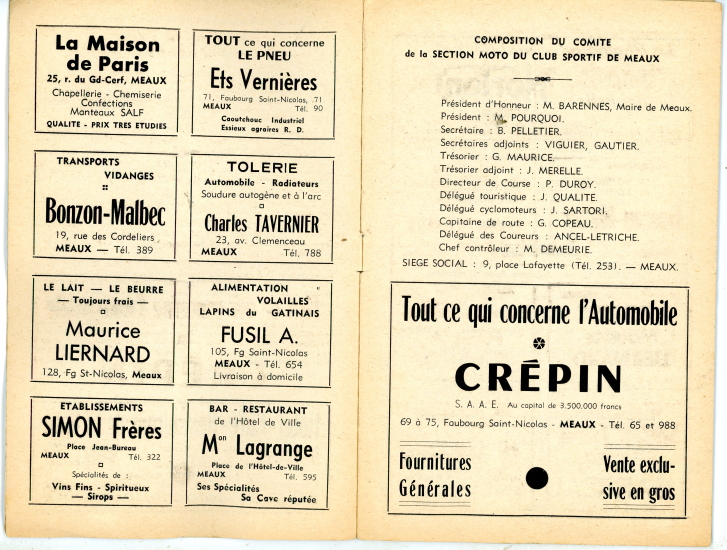 La Maison
de Paris
25, r. du Gd-Cerf, MEAUX
Chapellerie - Chemiserie
Confections
Manteaux SALF
QUALITE - PRIX TRES ETUDIES
TOUT ce qui concerne
LE PNEU
Ets Vernières
71, Faubourg Saint-Nicolas, 71
MEAUX Tél. 90
Caoutchouc Industriel
Essieux agraires R. D.
TRANSPORTS
VIDANGES
Bonzon-Malbec
19, rue des Cordeliers
MEAUX — Tél. 389
TOLERIE
Automobile - Radiateurs
Soudure autogène et à l'arc
Charles TAVERNIER
23, av. Clemenceau
MEAUX Tél. 788
LE LAIT — LE BEURRE
— Toujours frais —
Maurice
LIERNARD
128, Fg St-Nicolas, Meaux
ALIMENTATION
VOLAILLES
LAPINS du GATINAIS
FUSIL A.
105, Fg Saint-Nicolas
MEAUX - Tél. 654
Livraison à domicile
ETABLISSEMENTS
SIMON Frères
Place Jean-Bureau
MEAUX Tél. 322
Spécialités de :
Vins Fins - Spiritueux
— Sirops —
BAR - RESTAURANT
de l'Hôtel de Ville
Mon Lagrange
Place de l'Hôtel-de-Ville
MEAUX Tél. 595
Ses Spécialités
Sa Cave réputée
COMPOSITION DU COMITE
de la SECTION MOTO DU CLUB SPORTIF DE MEAUX
Président d'Honneur : M. BARENNES, Maire de Meaux.
Président : M. POURQUOI.
Secrétaire : B. PELLETIER.
Secrétaires adjoints : VIGUIER, GAUTIER.
Trésorier : G. MAURICE.
Trésorier adjoint : J. MERELLE.
Directeur de Course : P. DUROY.
Délégué touristique : J. QUALITE.
Délégué cyclomoteurs : J. SARTORI.
Capitaine de route : G. COPEAU.
Délégué des Coureurs : ANCEL-LETRICHE.
Chef contrôleur : M. DEMEURIE.
SIEGE SOCIAL : 9, place Lafayette (Tél. 253). — MEAUX.
Tout ce qui concerne l'Automobile
CRÉPIN
S. A. A. E. Au capital de 3.500.000 francs
69 à 75, Faubourg Saint-Nicolas - MEAUX - Tél. 65 et 988
Fournitures
Générales
Vente exclu-
sive en gros